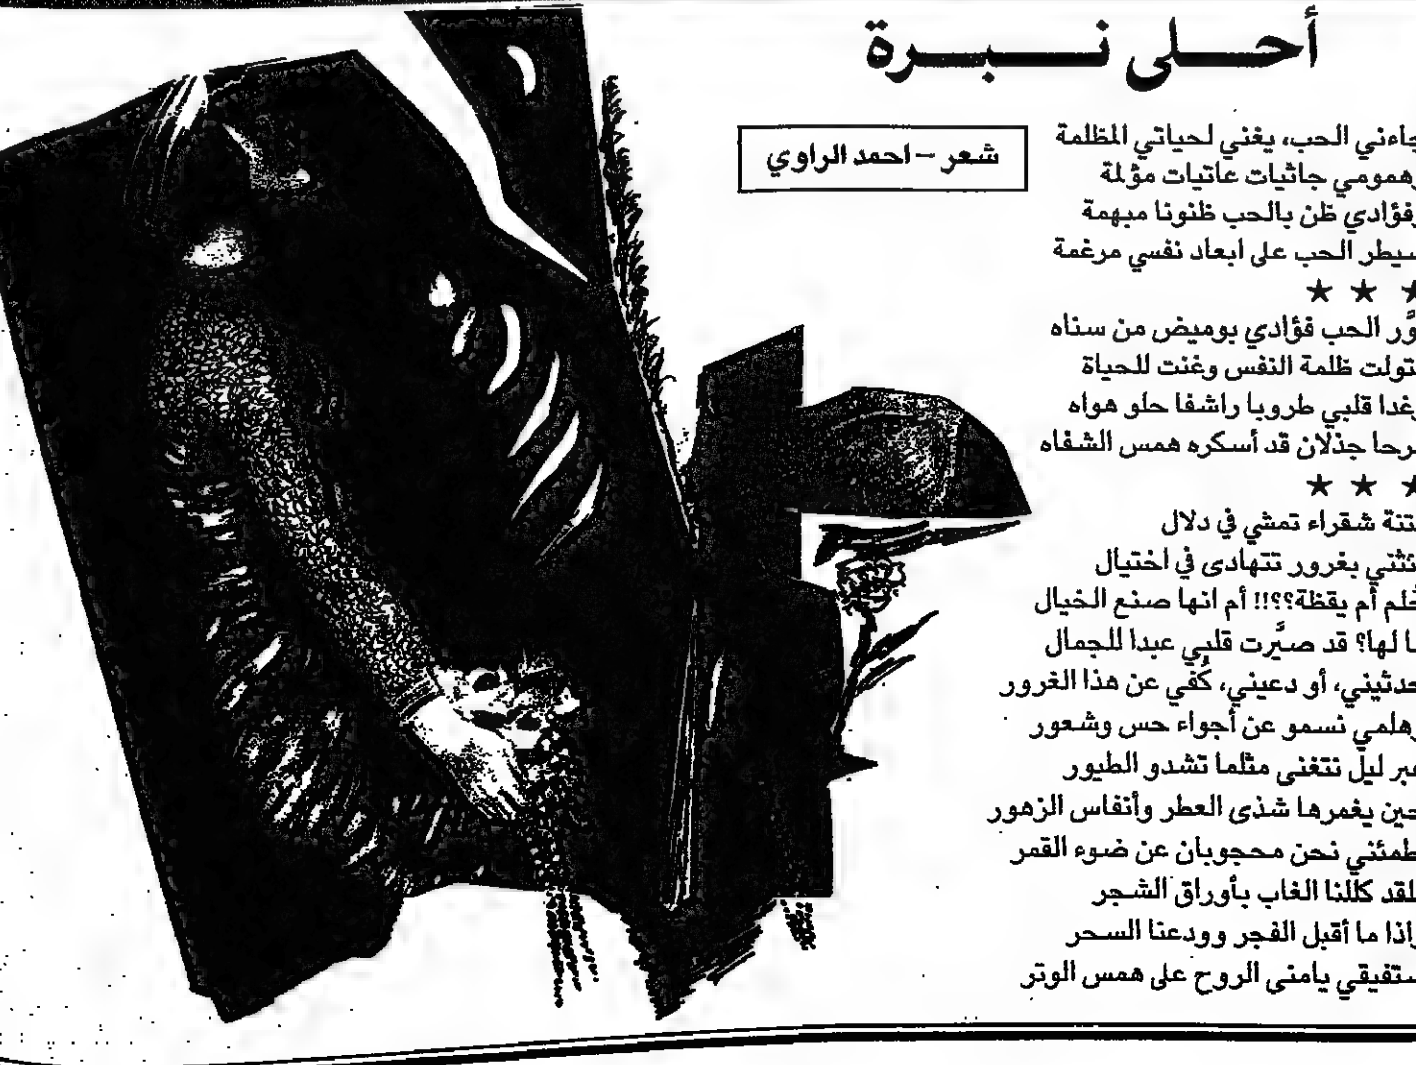 أحلى نبرة
شعر - احمد الراوي
جاءني الحب، يغني لحياتي المظلمة
وهمومي جاثيات عاتيات مؤلمة
وفؤادي ظن بالحب ظنونا مبهمة
سيطر الحب على ابعاد نفسي مرغمة
★ ★ ★
نوَّر الحب فؤادي بوميض من سناه
فتولت ظلمة النفس وغنت للحياة
وغدا قلبي طروبا راشفا حلو هواه
فرحا جذلان قد أسكره همس الشفاه
★ ★ ★
فتنة شقراء تمشي في دلال
تنثني بغرور تتهادى في اختيال
حُلم أم يقظة؟؟!! أم انها صنع الخيال
ما لها؟ قد صيَّرت قلبي عبدا للجمال
حدثيني، أو دعيني، كُفّي عن هذا الغرور
وهلمي نسمو عن أجواء حس وشعور
عبر ليل نتغنى مثلما تشدو الطيور
حين يغمرها شذى العطر وأنفاس الزهور
إطمئني نحن محجوبان عن ضوء القمر
فلقد كللنا الغاب بأوراق الشجر
وإذا ما أقبل الفجر وودعنا السحر
ستفيقي يامنى الروح على همس الوتر